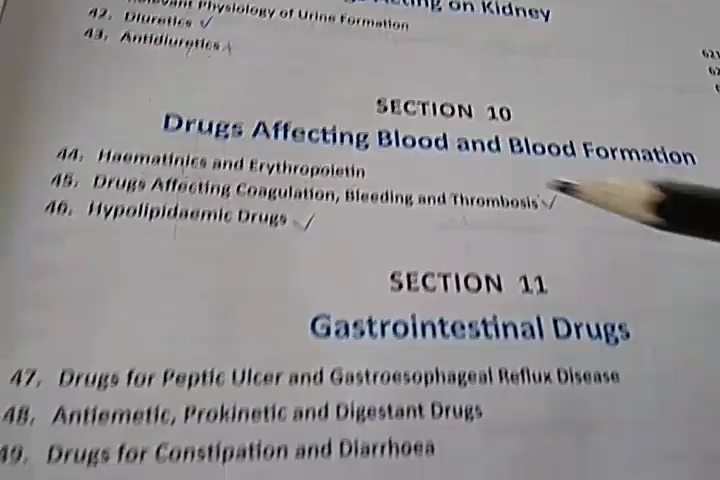 on Kidney
Physiology of Urine Formation
42. Diuretics
43. Antidiuretics
SECTION 10
Drugs Affecting Blood and Blood Formation
44. Haematinics and Erythropoietin
45. Drugs Affecting Coagulation, Bleeding and Thrombosis
46. Hypolipidaemic Drugs
SECTION 11
Gastrointestinal Drugs
47. Drugs for Peptic Ulcer and Gastroesophageal Reflux Disease
48. Antiemetic, Prokinetic and Digestant Drugs
49. Drugs for Constipation and Diarrhoea